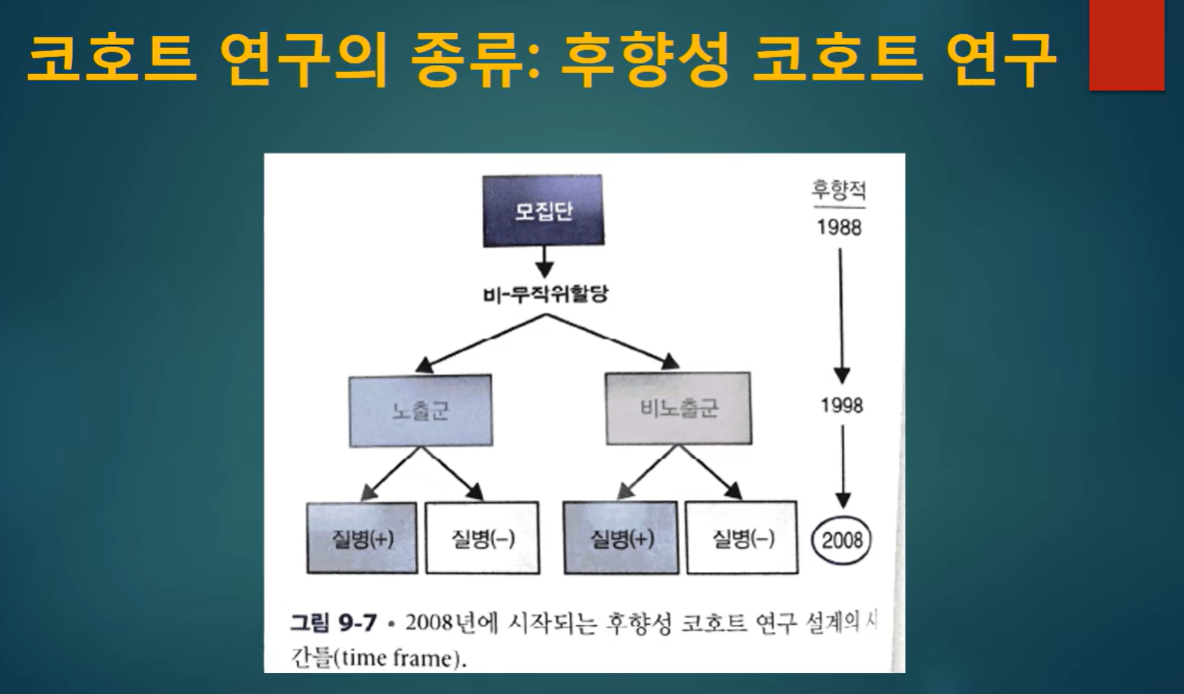 코호트 연구의 종류: 후향성 코호트 연구
모집단
비-무작위할당
노출군
비노출군
질병(+)
질병(-)
질병(+)
질병(-)
후향적
1988
1998
2008
그림 9-7 • 2008년에 시작되는 후향성 코호트 연구 설계의 시
간틀(time frame).